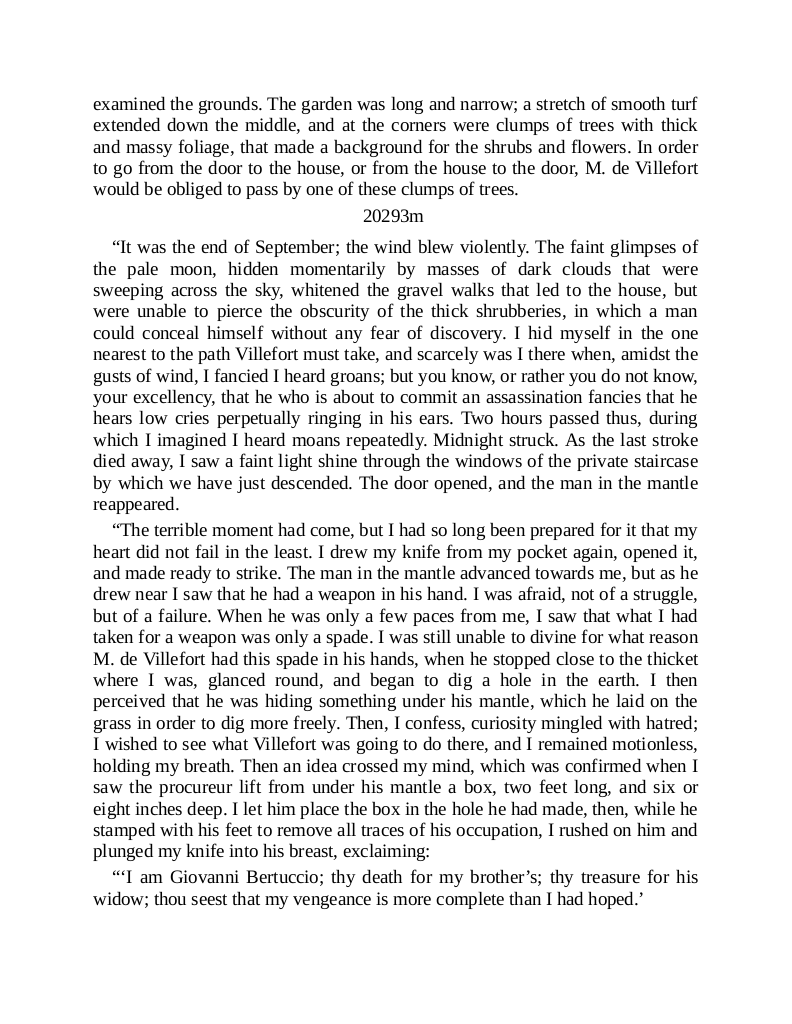 examined the grounds. The garden was long and narrow; a stretch of smooth turf
extended down the middle, and at the corners were clumps of trees with thick
and massy foliage, that made a background for the shrubs and flowers. In order
to go from the door to the house, or from the house to the door, M. de Villefort
would be obliged to pass by one of these clumps of trees.
20293m
“It was the end of September; the wind blew violently. The faint glimpses of
the pale moon, hidden momentarily by masses of dark clouds that were
sweeping across the sky, whitened the gravel walks that led to the house, but
were unable to pierce the obscurity of the thick shrubberies, in which a man
could conceal himself without any fear of discovery. I hid myself in the one
nearest to the path Villefort must take, and scarcely was I there when, amidst the
gusts of wind, I fancied I heard groans; but you know, or rather you do not know,
your excellency, that he who is about to commit an assassination fancies that he
hears low cries perpetually ringing in his ears. Two hours passed thus, during
which I imagined I heard moans repeatedly. Midnight struck. As the last stroke
died away, I saw a faint light shine through the windows of the private staircase
by which we have just descended. The door opened, and the man in the mantle
reappeared.
“The terrible moment had come, but I had so long been prepared for it that my
heart did not fail in the least. I drew my knife from my pocket again, opened it,
and made ready to strike. The man in the mantle advanced towards me, but as he
drew near I saw that he had a weapon in his hand. I was afraid, not of a struggle,
but of a failure. When he was only a few paces from me, I saw that what I had
taken for a weapon was only a spade. I was still unable to divine for what reason
M. de Villefort had this spade in his hands, when he stopped close to the thicket
where I was, glanced round, and began to dig a hole in the earth. I then
perceived that he was hiding something under his mantle, which he laid on the
grass in order to dig more freely. Then, I confess, curiosity mingled with hatred;
I wished to see what Villefort was going to do there, and I remained motionless,
holding my breath. Then an idea crossed my mind, which was confirmed when I
saw the procureur lift from under his mantle a box, two feet long, and six or
eight inches deep. I let him place the box in the hole he had made, then, while he
stamped with his feet to remove all traces of his occupation, I rushed on him and
plunged my knife into his breast, exclaiming:
“‘I am Giovanni Bertuccio; thy death for my brother’s; thy treasure for his
widow; thou seest that my vengeance is more complete than I had hoped.’